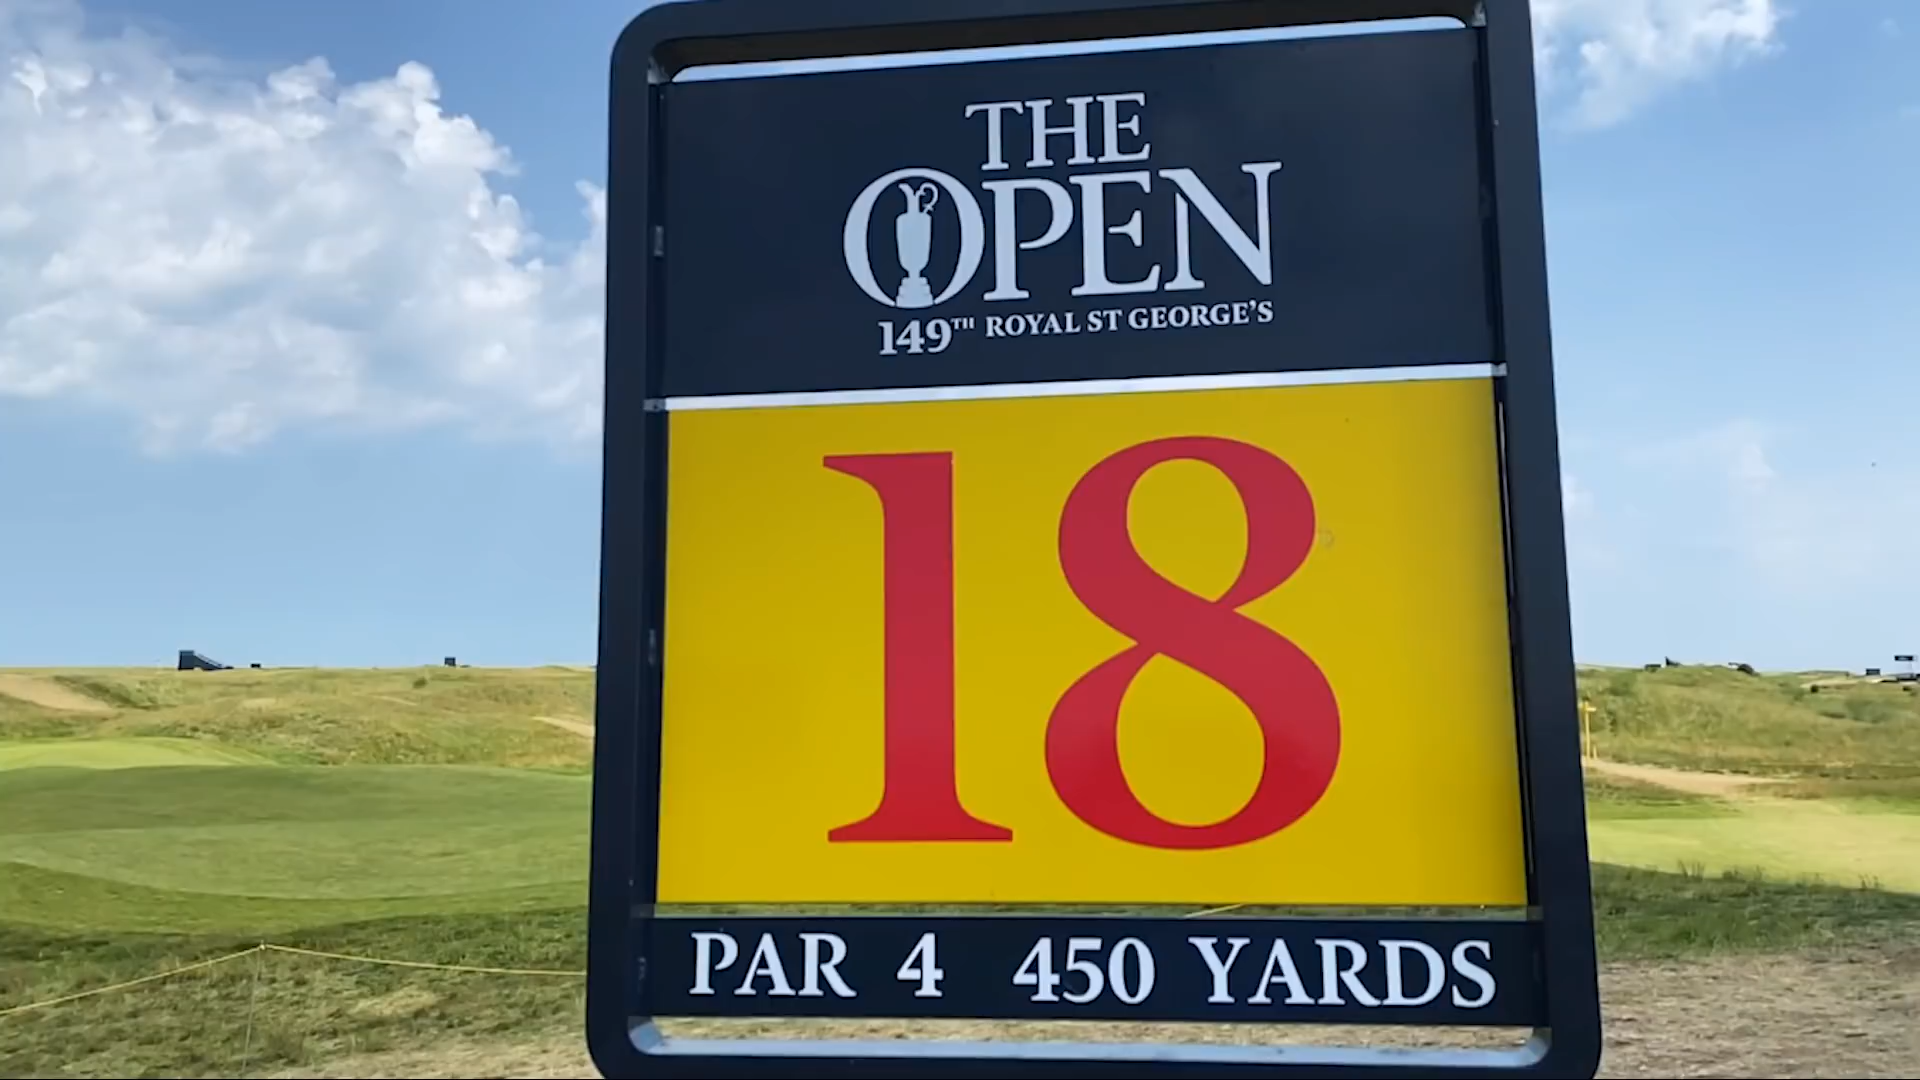 THE
OPEN
149TH ROYAL ST GEORGE'S
18
PAR 4 450 YARDS